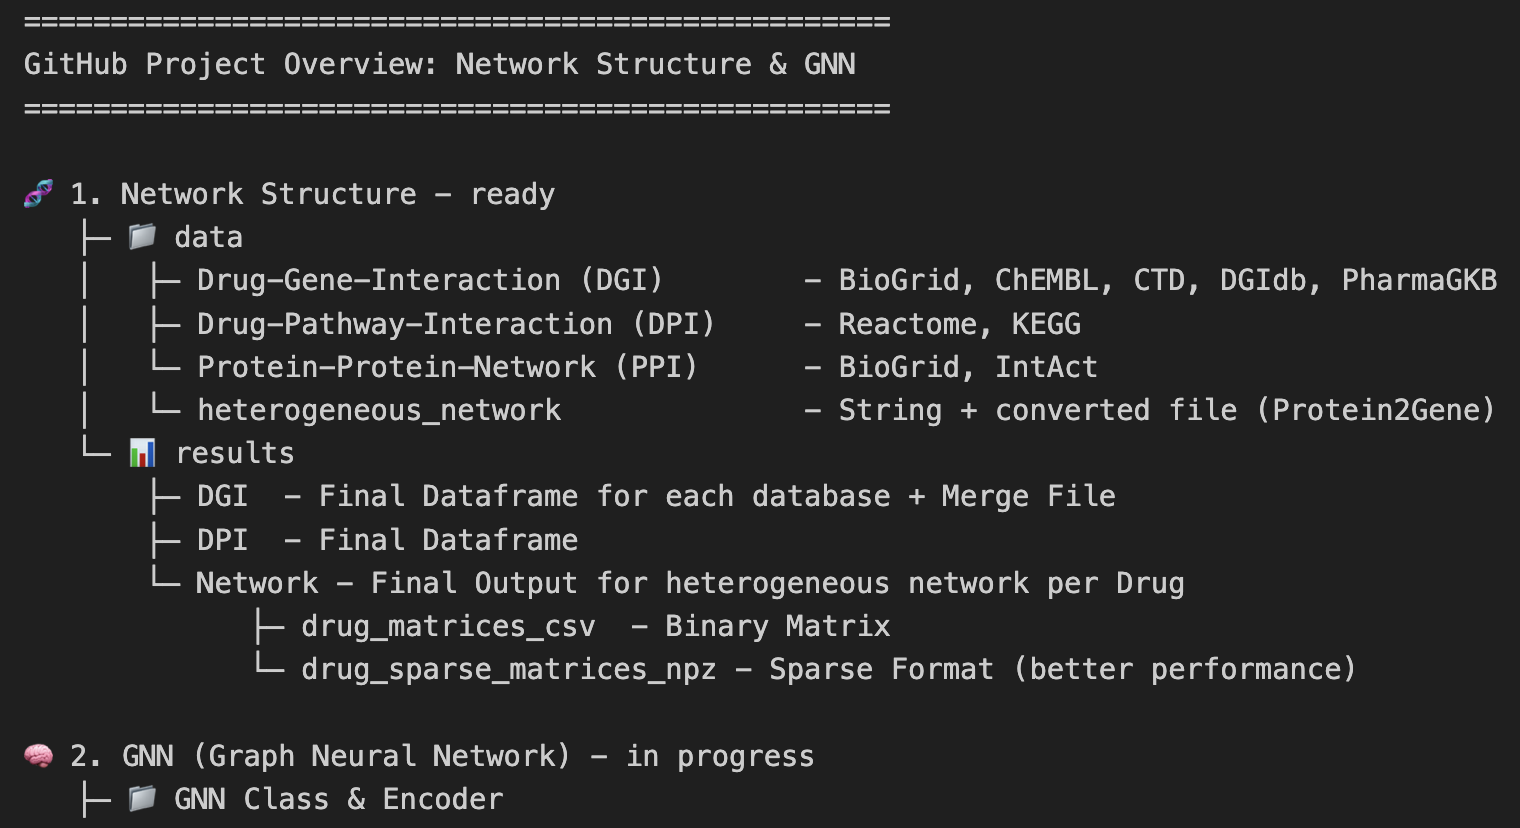 ==================================================
GitHub Project Overview: Network Structure & GNN
==================================================
🧬 1. Network Structure – ready
├─ 📁 data
│   ├─ Drug-Gene-Interaction (DGI)        – BioGrid, ChEMBL, CTD, DGIdb, PharmaGKB
│   ├─ Drug-Pathway-Interaction (DPI)     – Reactome, KEGG
│   └─ Protein-Protein-Network (PPI)      – BioGrid, IntAct
│   └─ heterogeneous_network              – String + converted file (Protein2Gene)
└─ 📊 results
├─ DGI  – Final Dataframe for each database + Merge File
├─ DPI  – Final Dataframe
└─ Network – Final Output for heterogeneous network per Drug
├─ drug_matrices_csv  – Binary Matrix
└─ drug_sparse_matrices_npz – Sparse Format (better performance)
🧠 2. GNN (Graph Neural Network) – in progress
├─ 📁 GNN Class & Encoder